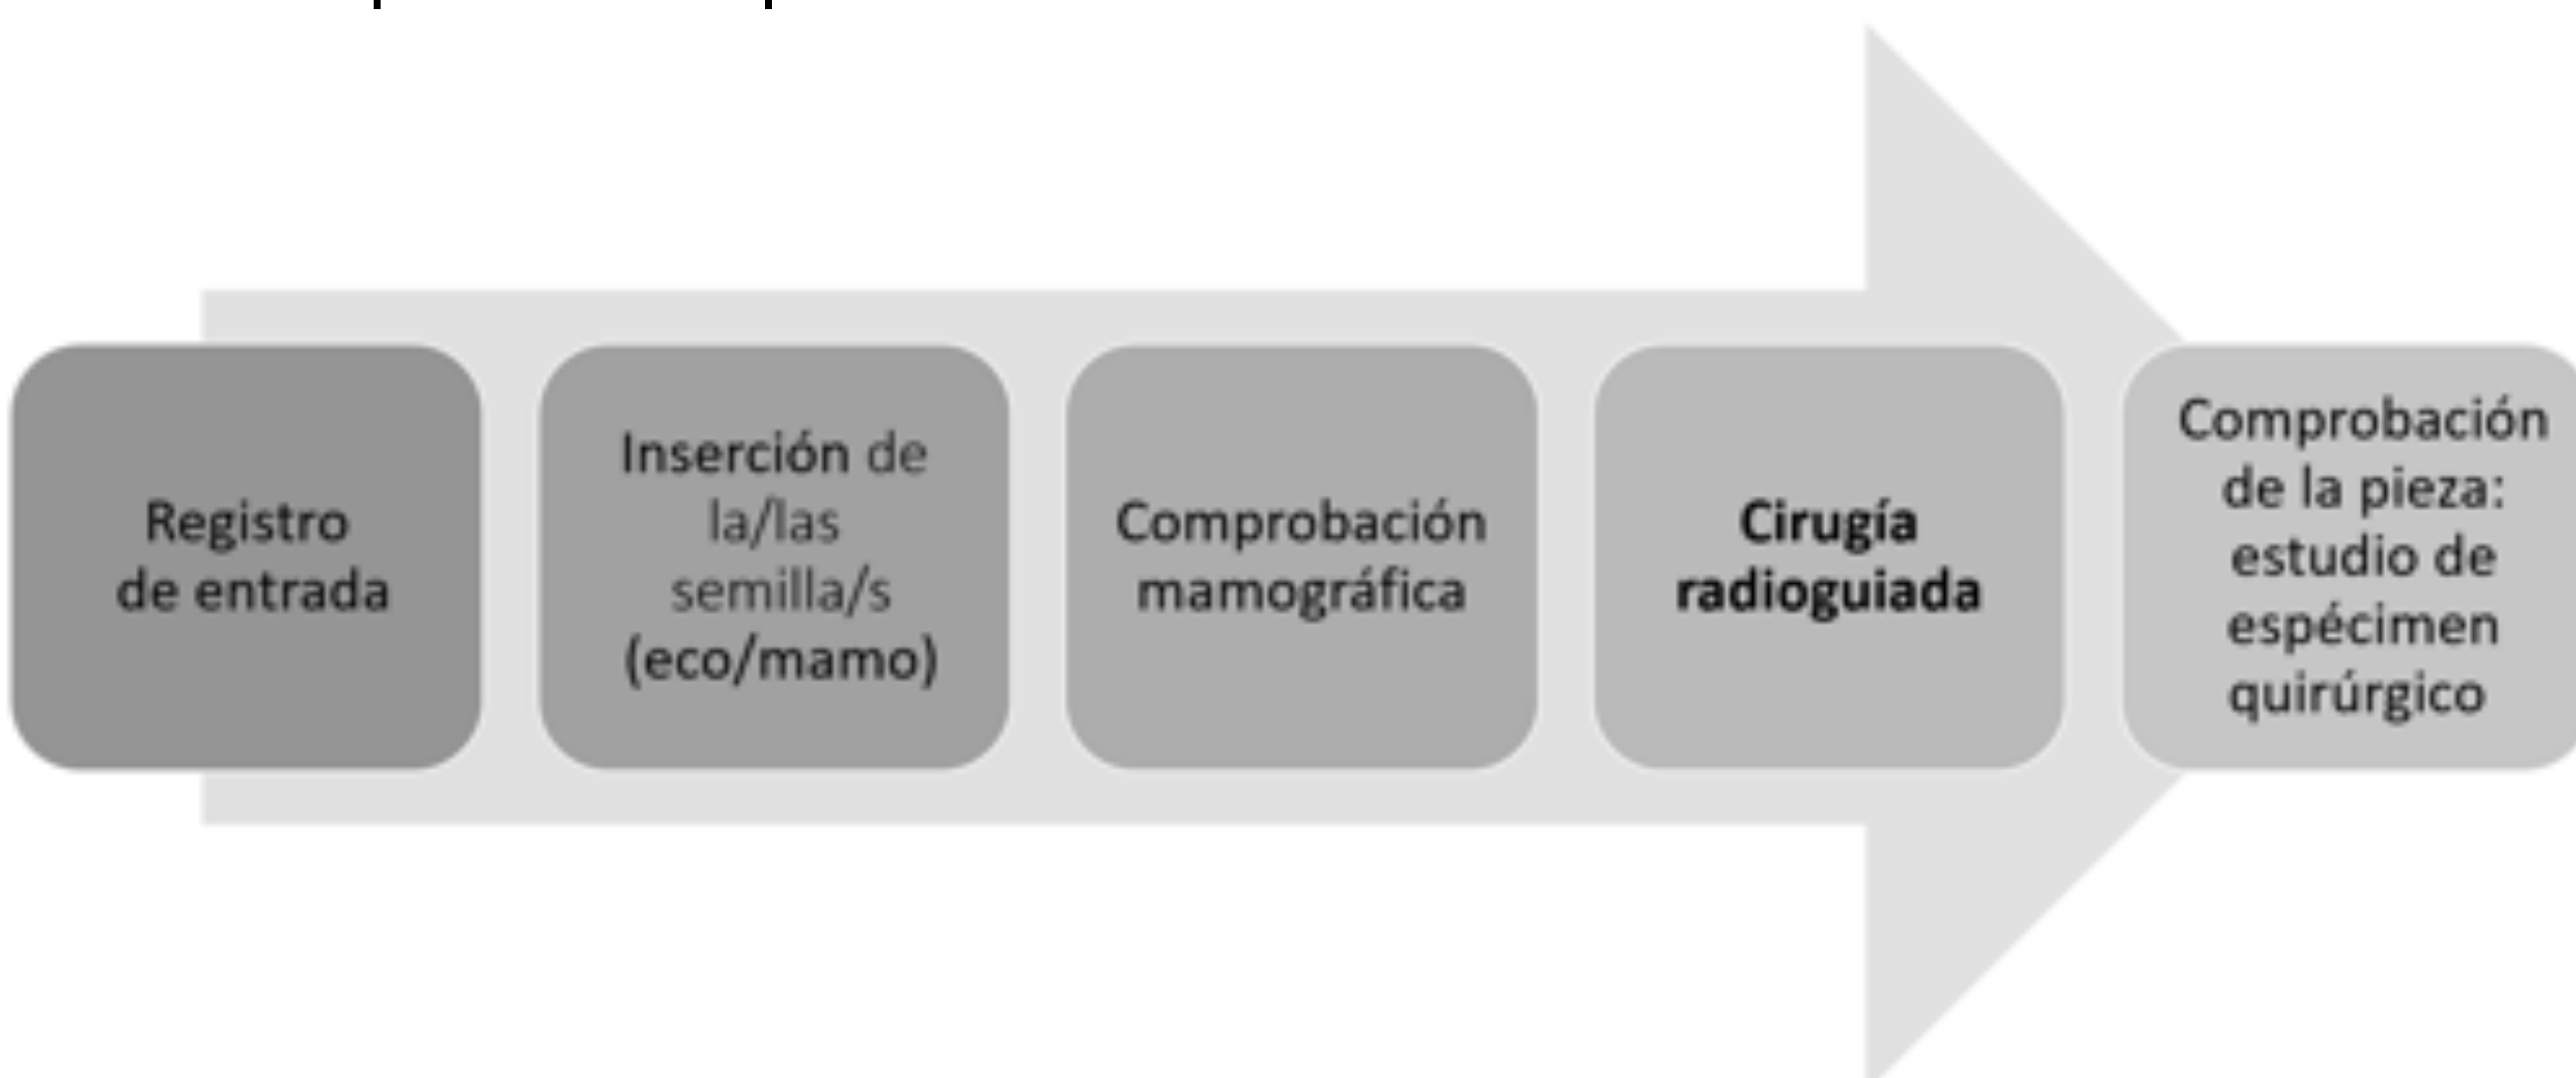 Registro
de entrada
Inserción de
la/las
semilla/s
(eco/mamo)
Comprobación
mamográfica
Cirugía
radioguiada
Comprobación
de la pieza:
estudio de
espécimen
quirúrgico